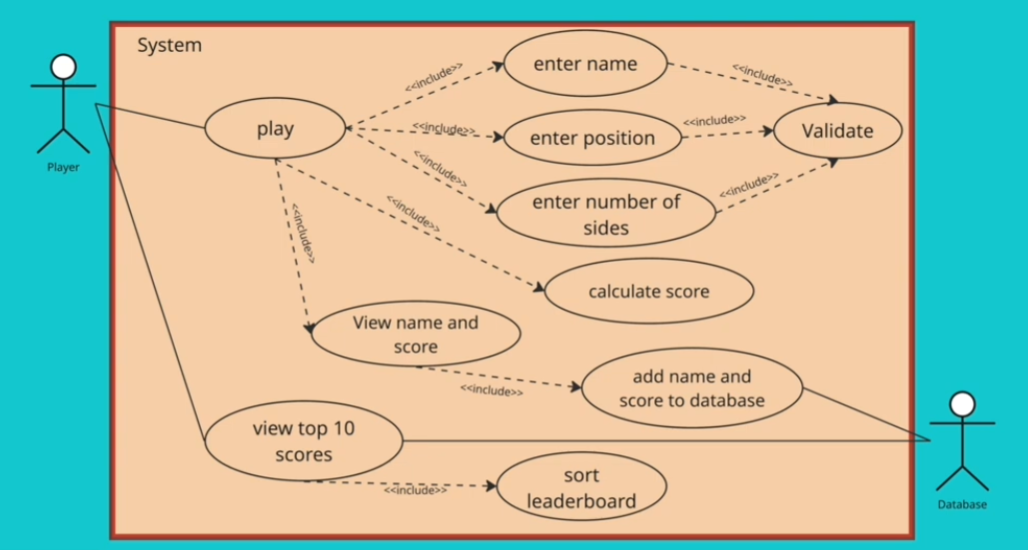 System
Player
play
<<include>>
enter name
<<include>>
<<include>>
enter position
<<include>>
Validate
<<include>>
enter number of
sides
<<include>>
<<include>>
calculate score
<<include>>
View name and
score
<<include>>
add name and
score to database
view top 10
scores
<<include>>
sort
leaderboard
Database